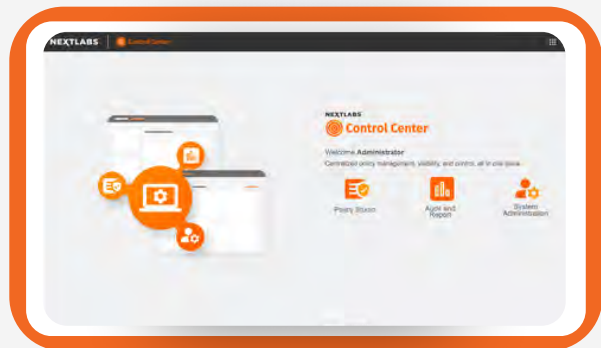 NEXTLABS Control Center
NEXTLABS
Control Center
Welcome Administrator
Centralized policy management, visibility, and control, all in one place.
Policy Studio
Audit and
Report
System
Administration